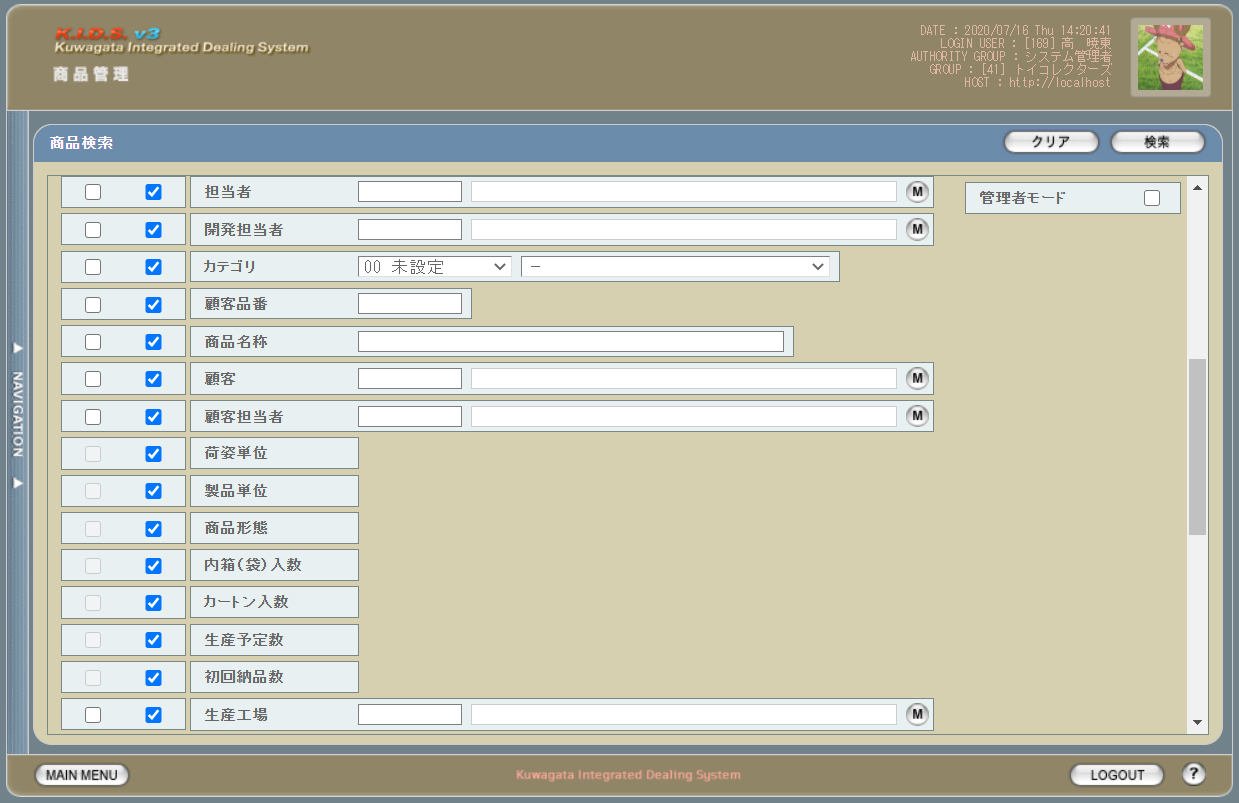 K.I.D.S. v3
Kuwagata Integrated Dealing System
商品管理
DATE : 2020/07/16 Thu 14:20:41
LOGIN USER : [169] 高 暁東
AUTHORITY GROUP : システム管理者
GROUP : [41] トイコレクターズ
HOST : http://localhost
商品検索
クリア
検索
担当者 M
管理者モード
開発担当者 M
カテゴリ 00 未設定 −
顧客品番
商品名称
顧客 M
顧客担当者 M
荷姿単位
製品単位
商品形態
内箱(袋)入数
カートン入数
生産予定数
初回納品数
生産工場 M
NAVIGATION
MAIN MENU
Kuwagata Integrated Dealing System
LOGOUT
?